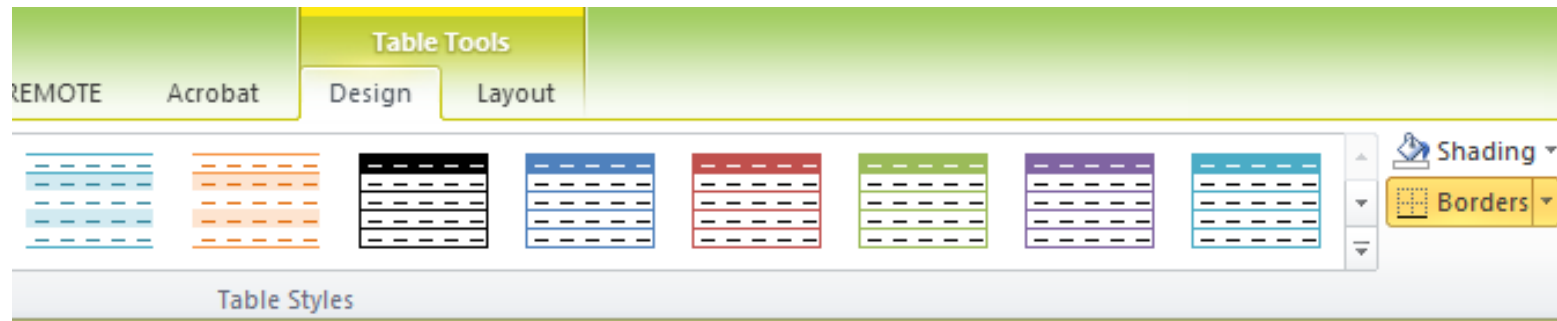 Table Tools
REMOTE Acrobat Design Layout
Shading
Borders
Table Styles